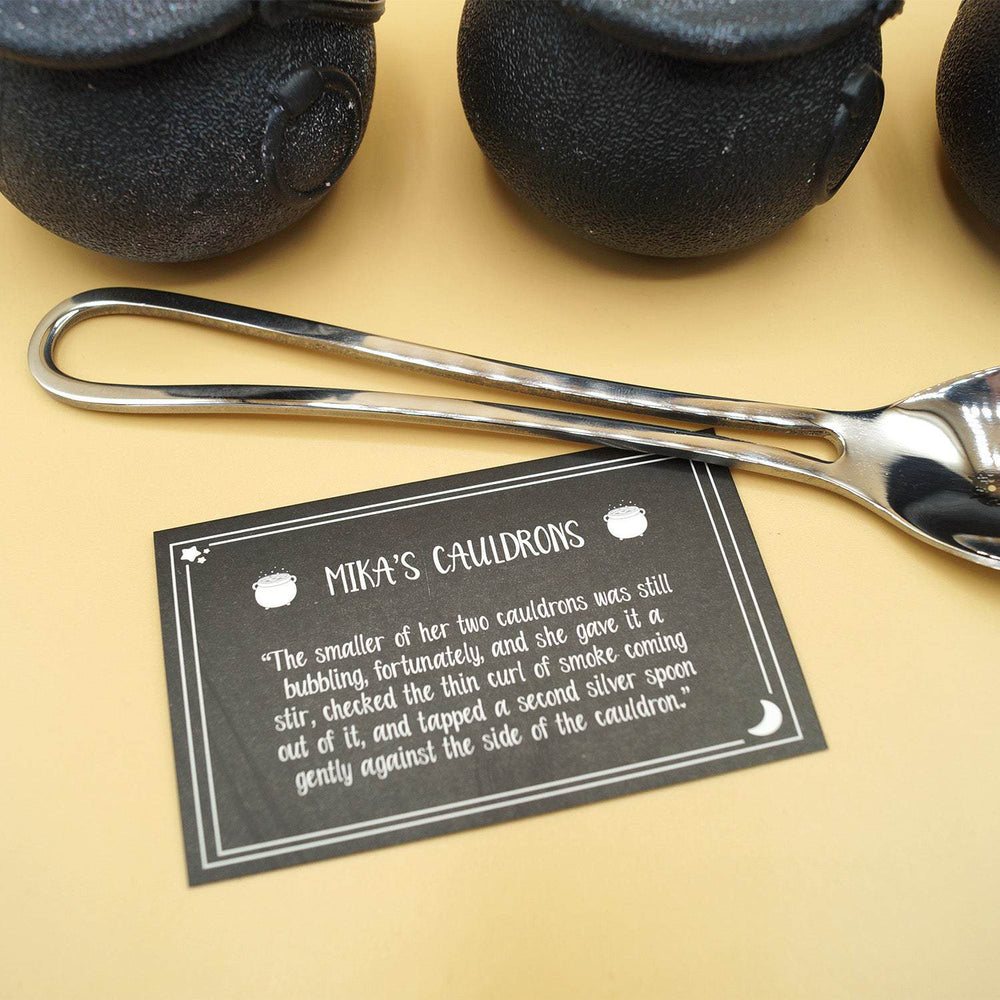 MIKA'S CAULDRONS
"The smaller of her two cauldrons was still
bubbling, fortunately, and she gave it a
stir, checked the thin curl of smoke coming
out of it, and tapped a second silver spoon
gently against the side of the cauldron."